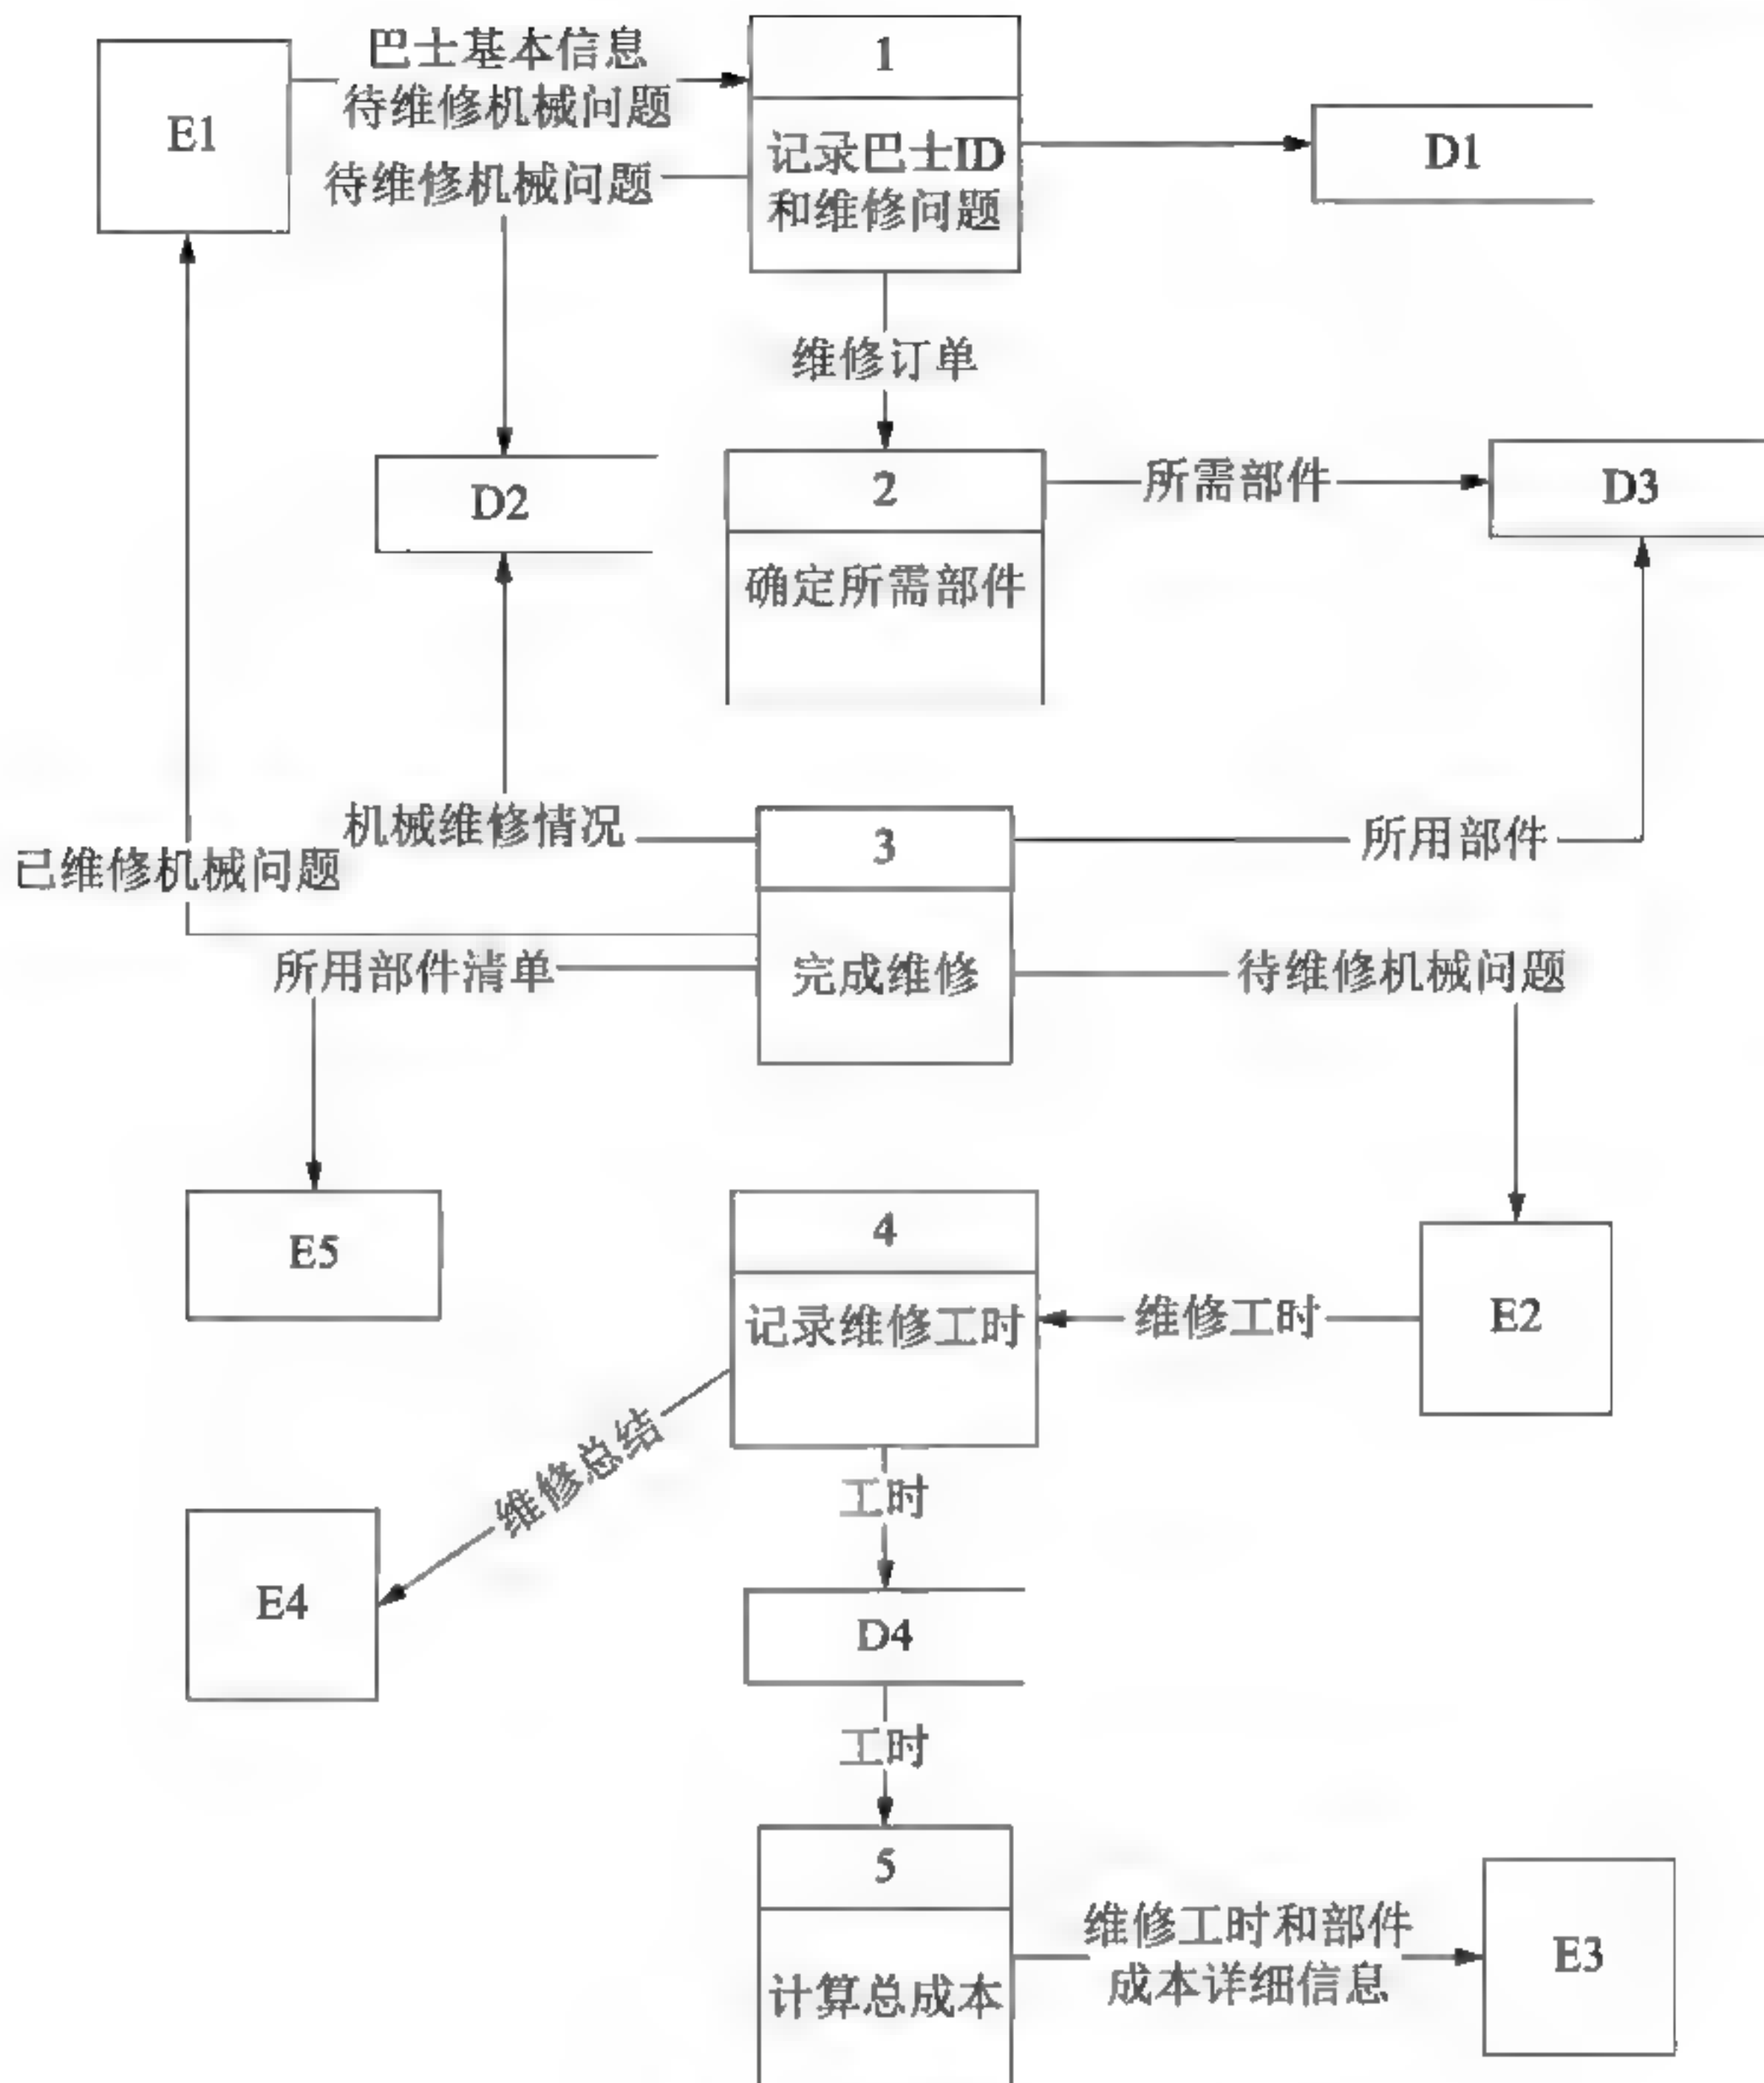 巴士基本信息
待维修机械问题
E1
1
记录巴士ID
和维修问题
D1
待维修机械问题
维修订单
D2
2
确定所需部件
所需部件
D3
机械维修情况
3
完成维修
所用部件
已维修机械问题
所用部件清单
待维修机械问题
E5
4
记录维修工时
维修工时
E2
维修总结
工时
E4
D4
工时
5
计算总成本
维修工时和部件
成本详细信息
E3